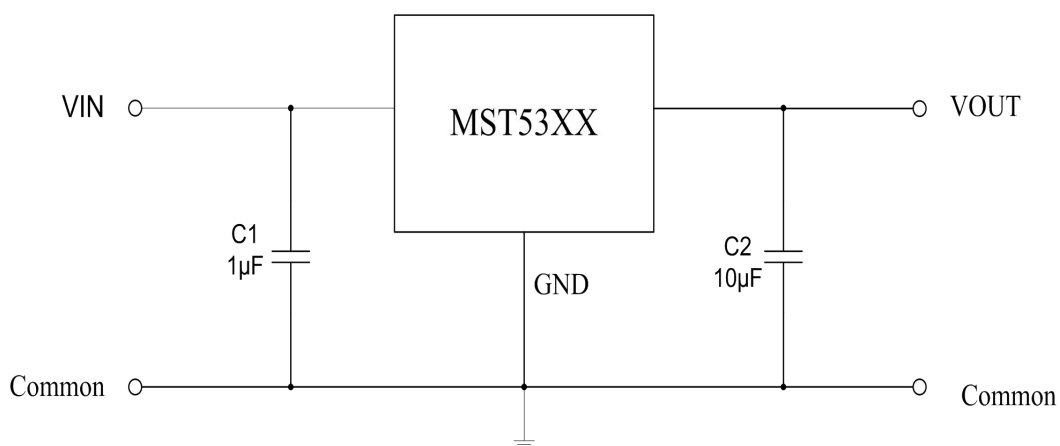 VIN
MST53XX
VOUT
C1
1μF
C2
10μF
GND
Common
Common